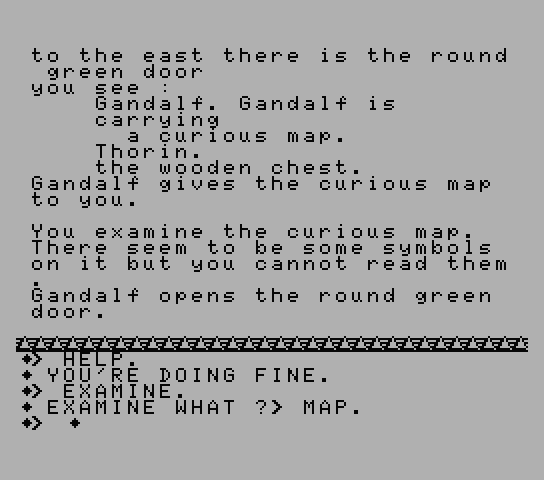 to the east there is the round
green door
you see :
Gandalf. Gandalf is
carrying
a curious map.
Thorin.
the wooden chest.
Gandalf gives the curious map
to you.
You examine the curious map.
There seem to be some symbols
on it but you cannot read them
.
Gandalf opens the round green
door.
> HELP.
YOU'RE DOING FINE.
> EXAMINE.
EXAMINE WHAT ?> MAP.
>